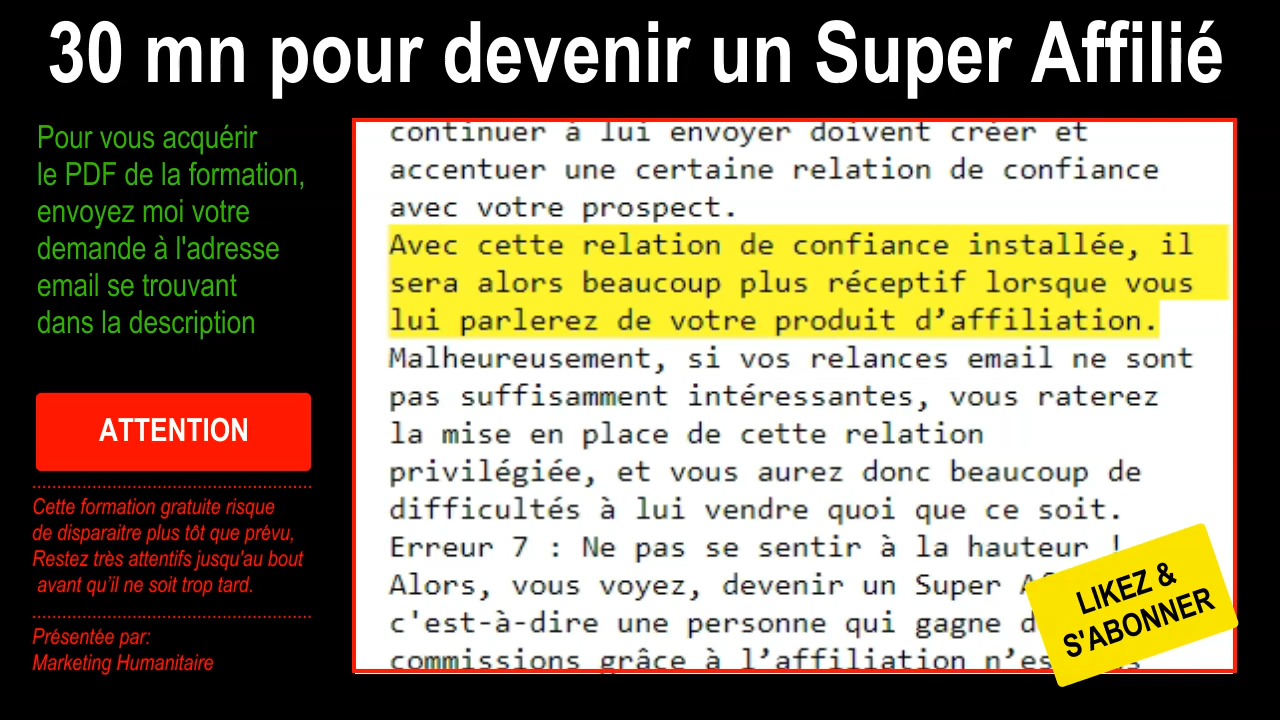 30 mn pour devenir un Super Affilié
Pour vous acquérir
le PDF de la formation,
envoyez moi votre
demande à l'adresse
email se trouvant
dans la description
ATTENTION
Cette formation gratuite risque
de disparaitre plus tôt que prévu,
Restez très attentifs jusqu'au bout
avant qu'il ne soit trop tard.
Présentée par:
Marketing Humanitaire
continuer à lui envoyer doivent créer et
accentuer une certaine relation de confiance
avec votre prospect.
Avec cette relation de confiance installée, il
sera alors beaucoup plus réceptif lorsque vous
lui parlerez de votre produit d’affiliation.
Malheureusement, si vos relances email ne sont
pas suffisamment intéressantes, vous raterez
la mise en place de cette relation
privilégiée, et vous aurez donc beaucoup de
difficultés à lui vendre quoi que ce soit.
Erreur 7 : Ne pas se sentir à la hauteur !
Alors, vous voyez, devenir un Super
c'est-à-dire une personne qui gagne
commissions grâce à l’affiliation
LIKEZ &
S'ABONNER